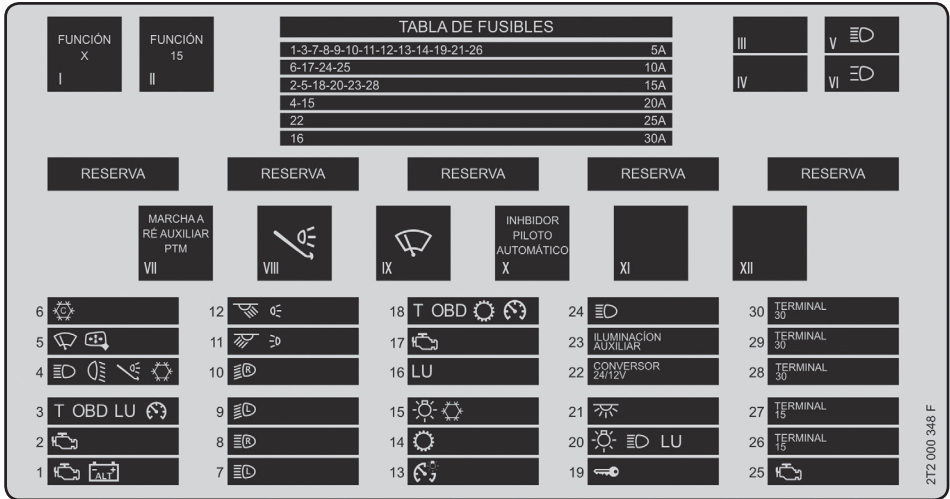 FUNCIÓN
X
I
FUNCIÓN
15
II
TABLA DE FUSIBLES
1-3-7-8-9-10-11-12-13-14-19-21-26 5A
6-17-24-25 10A
2-5-18-20-23-28 15A
4-15 20A
22 25A
16 30A
III
IV
V
VI
RESERVA
RESERVA
RESERVA
RESERVA
RESERVA
MARCHA A
RÉ AUXILIAR
PTM
VII
VIII
IX
INHBIDOR
PILOTO
AUTOMÁTICO
X
XI
XII
6 C
5
4
3 T OBD LU
2
1 - + ALT
12
11
10 R
9 L
8 R
7 L
18 T OBD
17
16 LU
15
14
13
24
23 ILUMINACÍON
AUXILIAR
22 CONVERSOR
24/12V
21
20 LU
19
30 TERMINAL
30
29 TERMINAL
30
28 TERMINAL
30
27 TERMINAL
15
26 TERMINAL
15
25
2T2 000 348 F